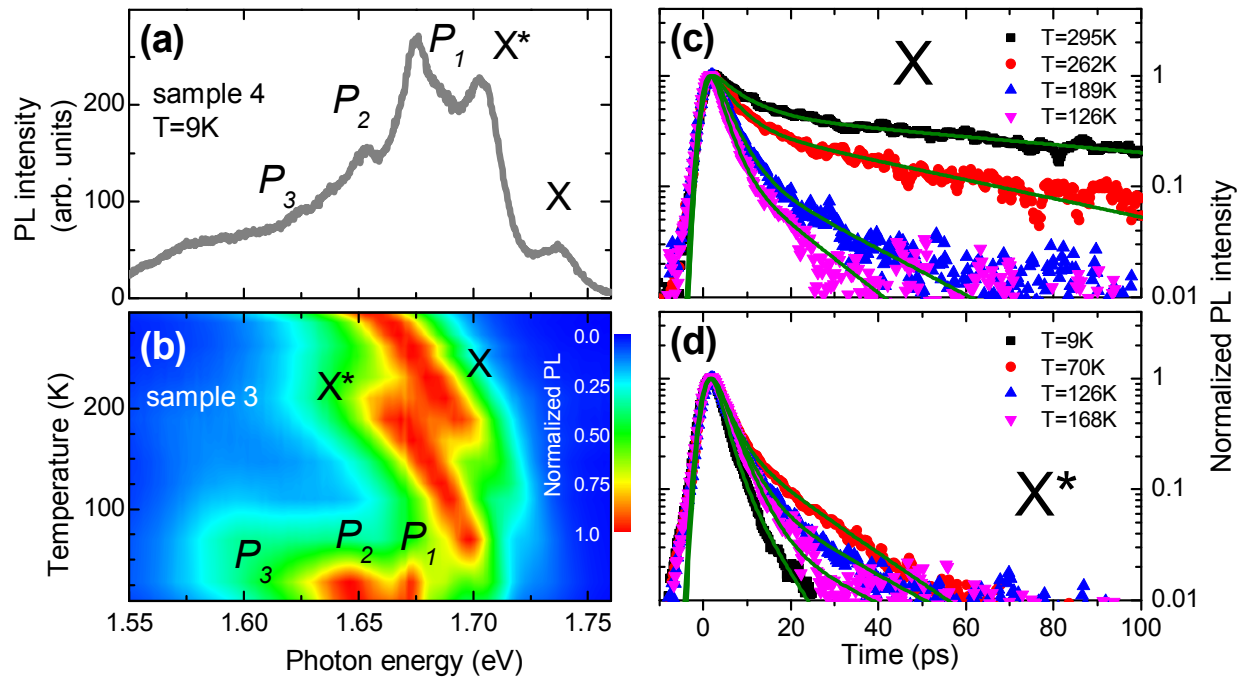 (a)
P1
X*
sample 4
T=9K
P2
P3
X
PL intensity
(arb. units)
200
100
0
(b)
sample 3
X*
X
Normalized PL
0.0
0.25
0.50
0.75
1.0
P3
P2
P1
Temperature (K)
200
100
1.55
1.60
1.65
1.70
1.75
Photon energy (eV)
(c)
X
T=295K
T=262K
T=189K
T=126K
1
0.1
0.01
(d)
T=9K
T=70K
T=126K
T=168K
X*
1
0.1
0.01
Normalized PL intensity
0
20
40
60
80
100
Time (ps)